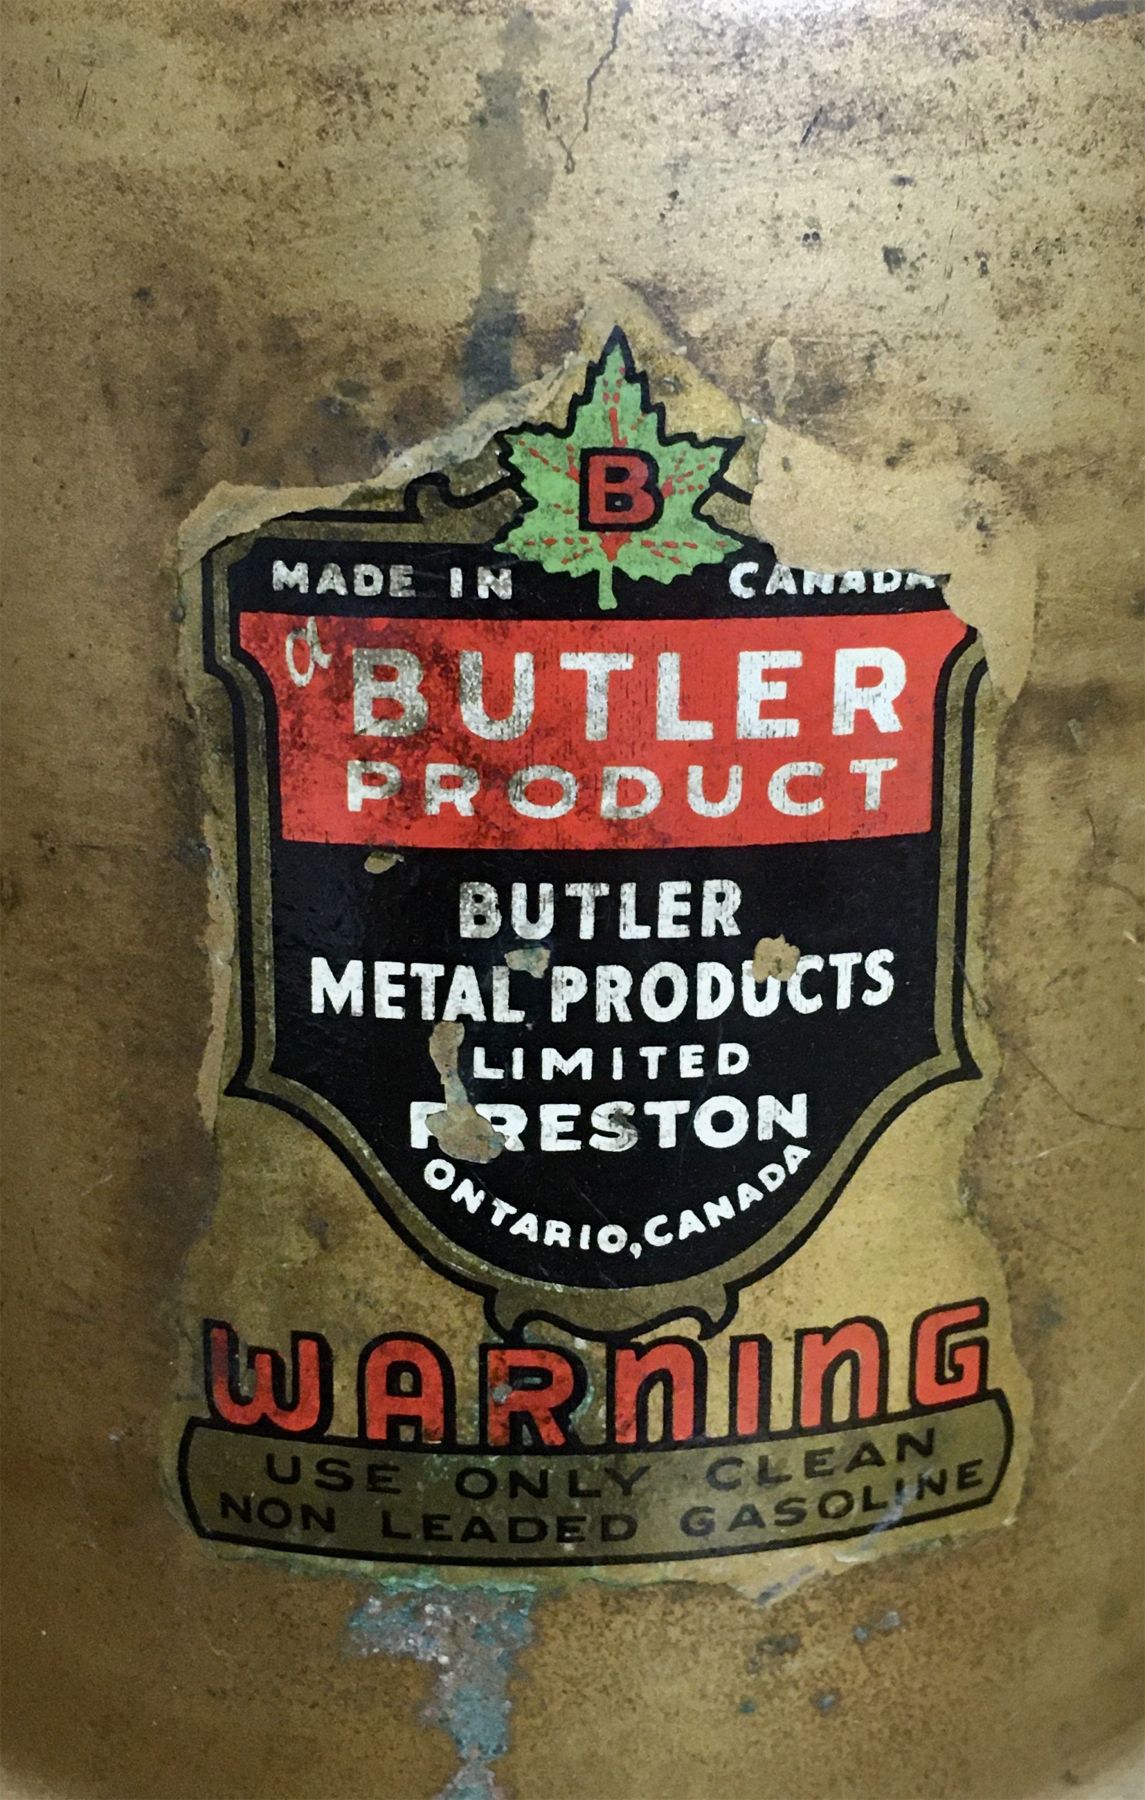 B
MADE IN CANADA
a BUTLER
PRODUCT
BUTLER
METAL PRODUCTS
LIMITED
PRESTON
ONTARIO, CANADA
WARNING
USE ONLY CLEAN
NON LEADED GASOLINE